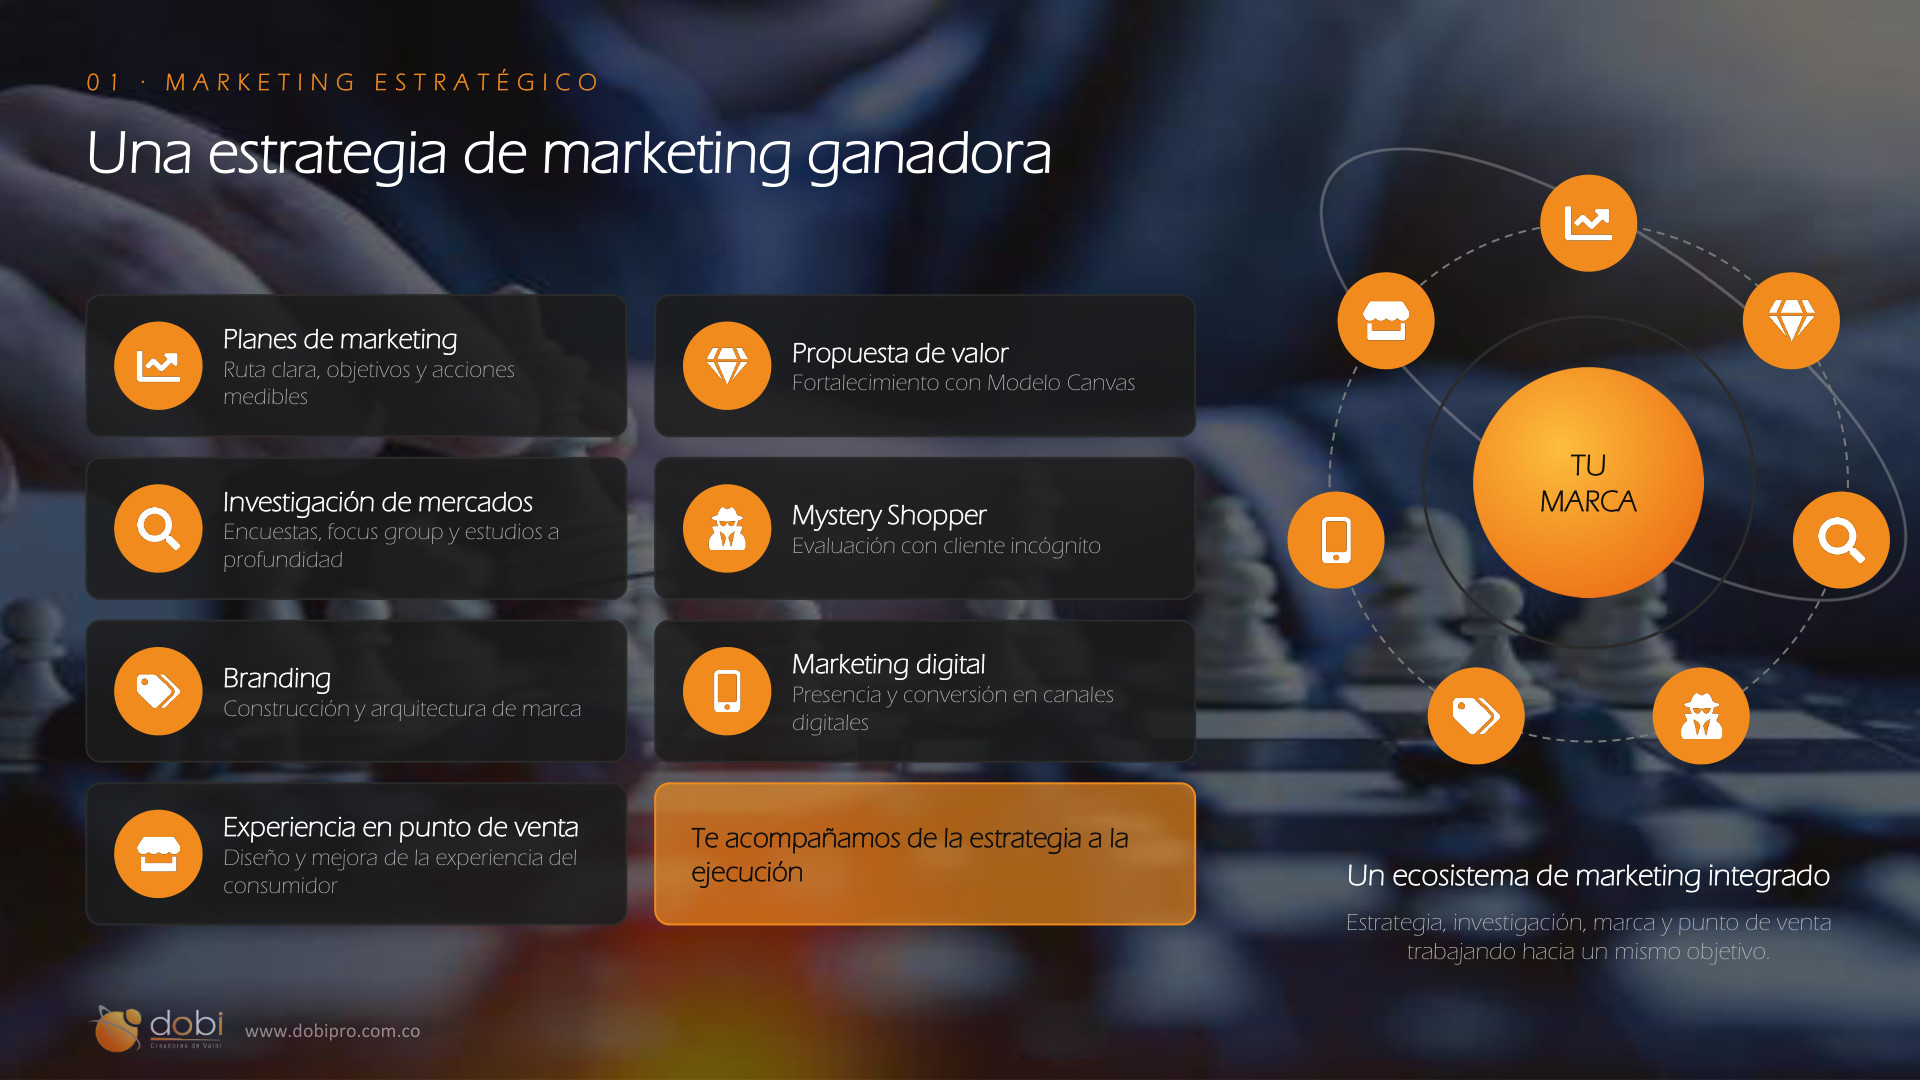 01 · MARKETING ESTRATÉGICO
Una estrategia de marketing ganadora
Planes de marketing
Ruta clara, objetivos y acciones
medibles
Propuesta de valor
Fortalecimiento con Modelo Canvas
Investigación de mercados
Encuestas, focus group y estudios a
profundidad
Mystery Shopper
Evaluación con cliente incógnito
Branding
Construcción y arquitectura de marca
Marketing digital
Presencia y conversión en canales
digitales
Experiencia en punto de venta
Diseño y mejora de la experiencia del
consumidor
Te acompañamos de la estrategia a la
ejecución
TU
MARCA
Un ecosistema de marketing integrado
Estrategia, investigación, marca y punto de venta
trabajando hacia un mismo objetivo.
dobi
Creadores de Valor
www.dobipro.com.co